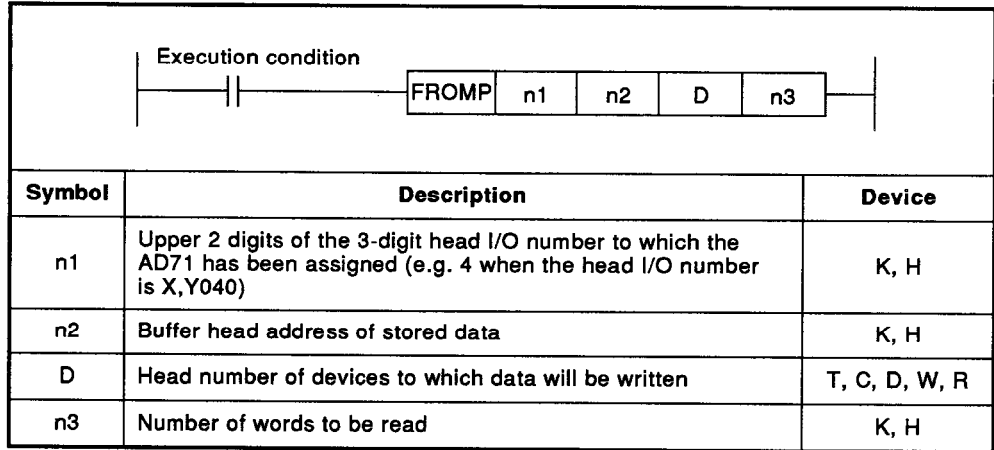 Execution condition
FROMP n1 n2 D n3
Symbol Description Device
n1 Upper 2 digits of the 3-digit head I/O number to which the
AD71 has been assigned (e.g. 4 when the head I/O number
is X,Y040) K, H
n2 Buffer head address of stored data K, H
D Head number of devices to which data will be written T, C, D, W, R
n3 Number of words to be read K, H